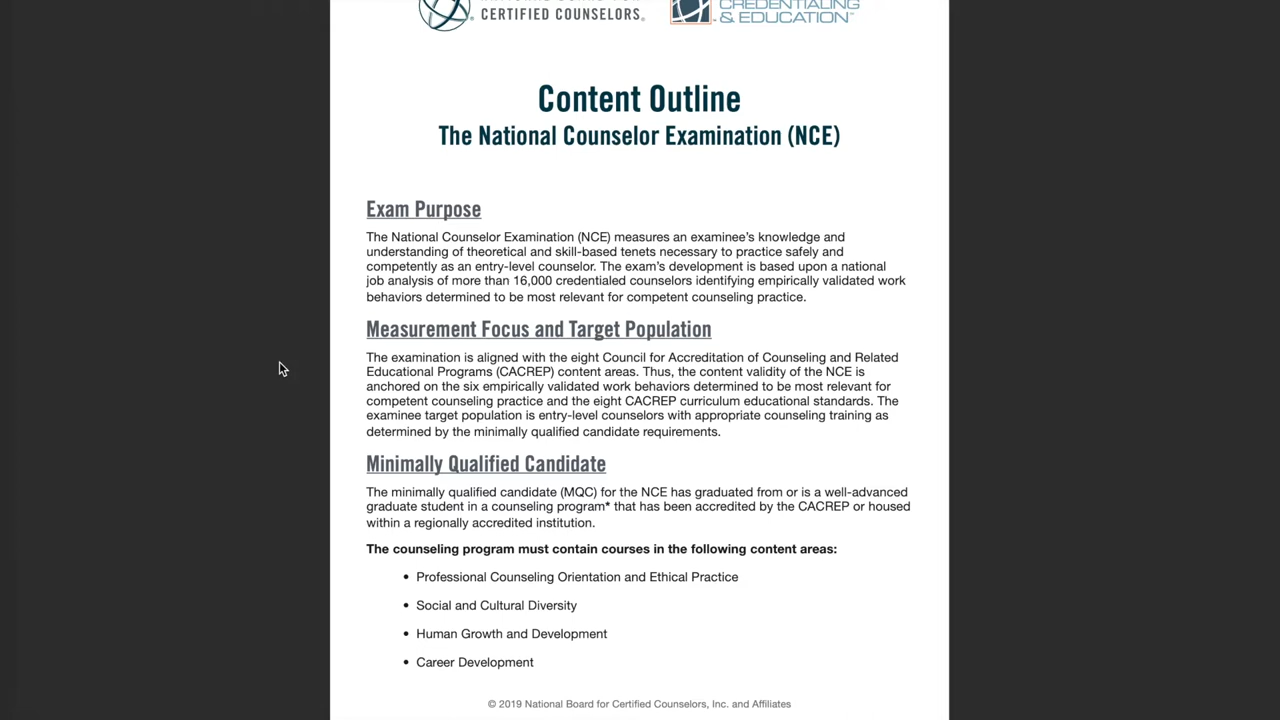 CERTIFIED COUNSELORS.
CREDENTIALING
& EDUCATION™
Content Outline
The National Counselor Examination (NCE)
Exam Purpose
The National Counselor Examination (NCE) measures an examinee's knowledge and
understanding of theoretical and skill-based tenets necessary to practice safely and
competently as an entry-level counselor. The exam's development is based upon a national
job analysis of more than 16,000 credentialed counselors identifying empirically validated work
behaviors determined to be most relevant for competent counseling practice.
Measurement Focus and Target Population
The examination is aligned with the eight Council for Accreditation of Counseling and Related
Educational Programs (CACREP) content areas. Thus, the content validity of the NCE is
anchored on the six empirically validated work behaviors determined to be most relevant for
competent counseling practice and the eight CACREP curriculum educational standards. The
examinee target population is entry-level counselors with appropriate counseling training as
determined by the minimally qualified candidate requirements.
Minimally Qualified Candidate
The minimally qualified candidate (MQC) for the NCE has graduated from or is a well-advanced
graduate student in a counseling program* that has been accredited by the CACREP or housed
within a regionally accredited institution.
The counseling program must contain courses in the following content areas:
• Professional Counseling Orientation and Ethical Practice
• Social and Cultural Diversity
• Human Growth and Development
• Career Development
© 2019 National Board for Certified Counselors, Inc. and Affiliates